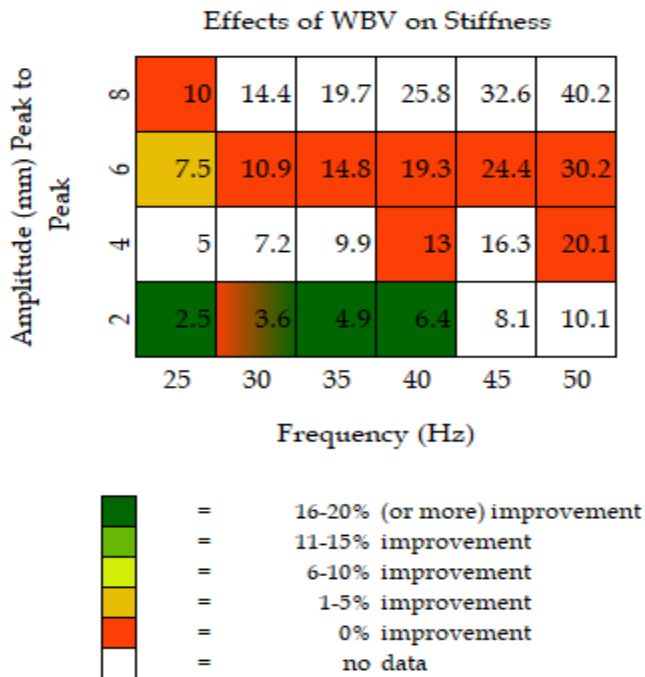 Effects of WBV on Stiffness
Amplitude (mm) Peak to
Peak
8 10 14.4 19.7 25.8 32.6 40.2
6 7.5 10.9 14.8 19.3 24.4 30.2
4 5 7.2 9.9 13 16.3 20.1
2 2.5 3.6 4.9 6.4 8.1 10.1
25 30 35 40 45 50
Frequency (Hz)
= 16-20% (or more) improvement
= 11-15% improvement
= 6-10% improvement
= 1-5% improvement
= 0% improvement
= no data